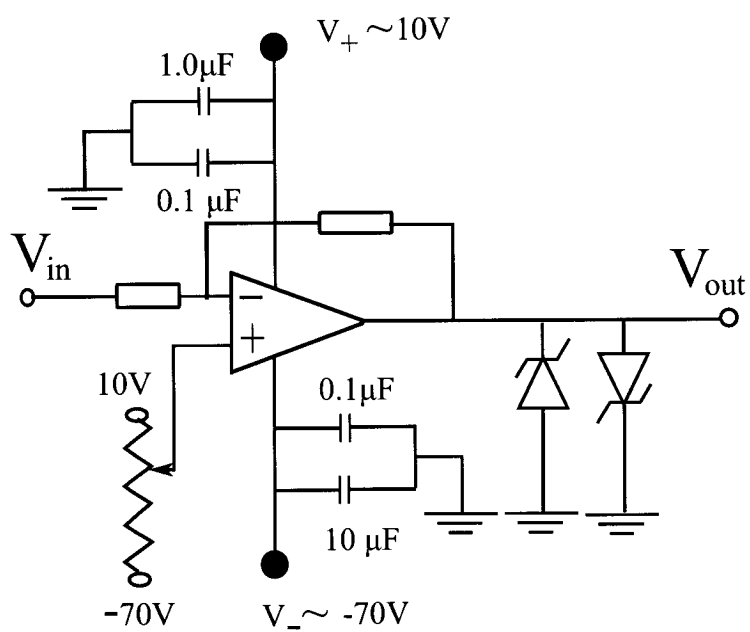 V+ ~10V
1.0μF
0.1 μF
Vin
−
+
Vout
10V
0.1μF
10 μF
−70V
V− ~ -70V